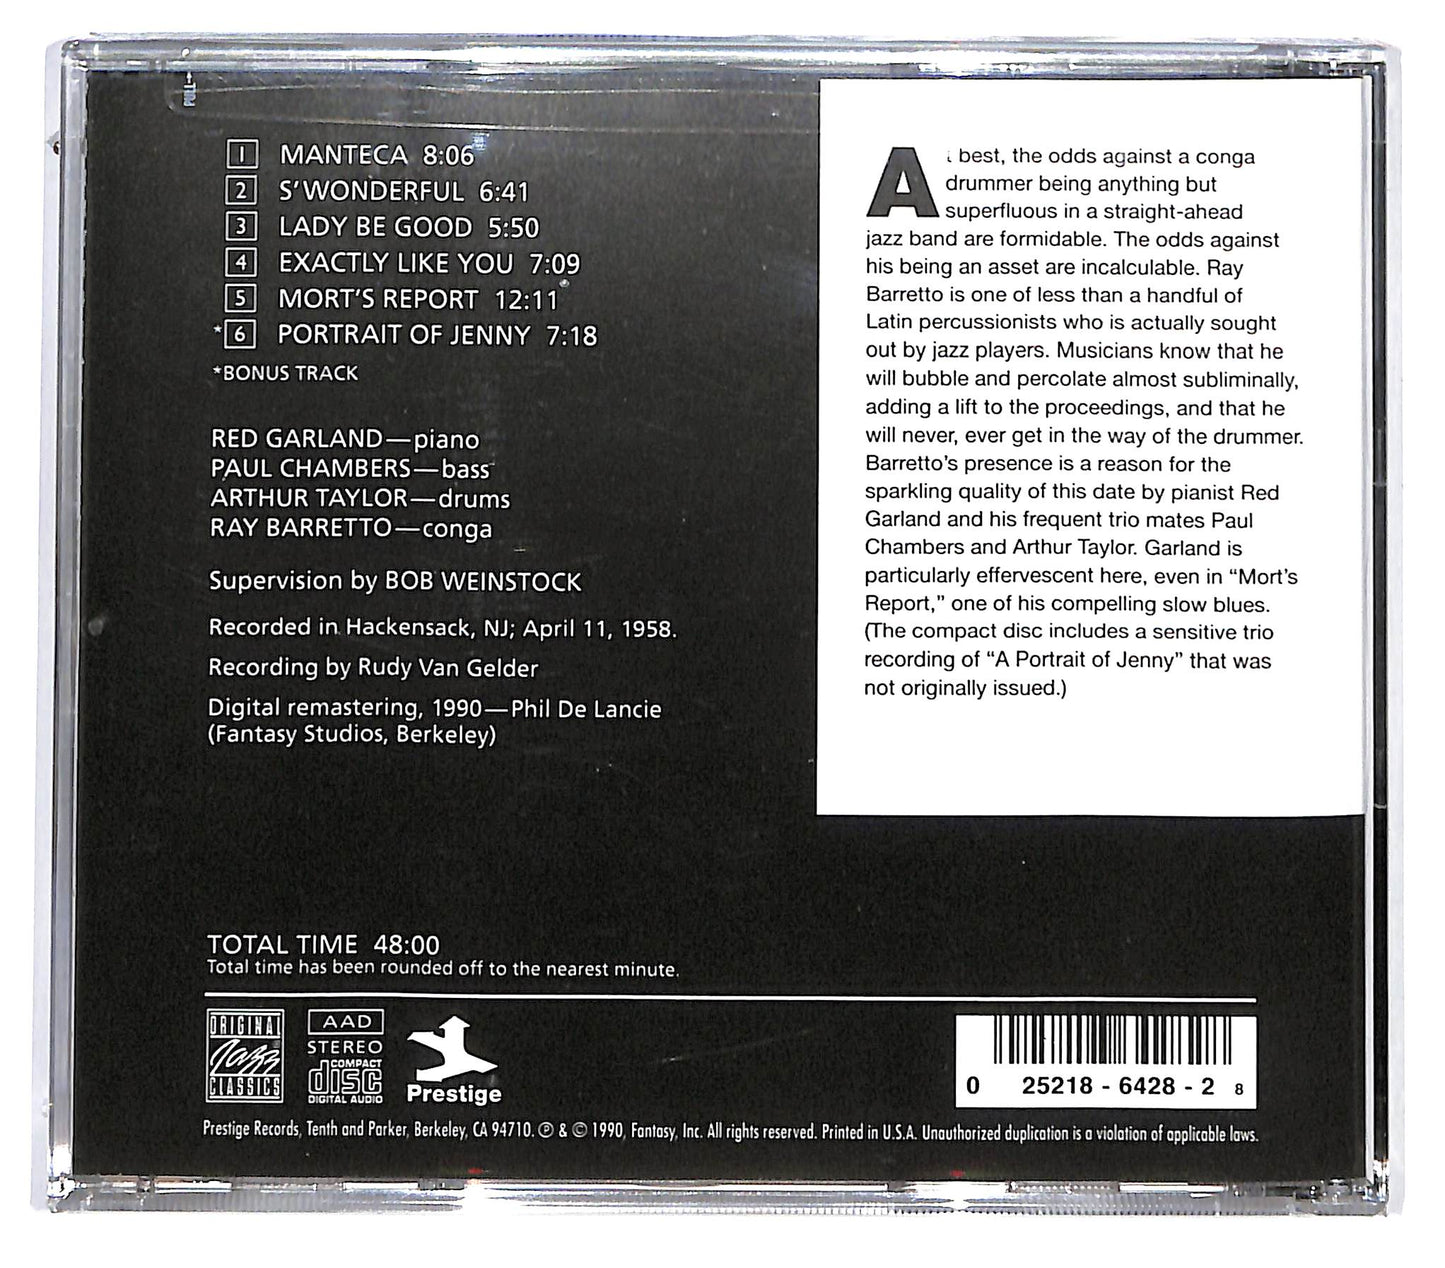 PULL
1 MANTECA 8:06
2 S'WONDERFUL 6:41
3 LADY BE GOOD 5:50
4 EXACTLY LIKE YOU 7:09
5 MORT'S REPORT 12:11
*6 PORTRAIT OF JENNY 7:18
*BONUS TRACK
RED GARLAND—piano
PAUL CHAMBERS—bass
ARTHUR TAYLOR—drums
RAY BARRETTO—conga
Supervision by BOB WEINSTOCK
Recorded in Hackensack, NJ; April 11, 1958.
Recording by Rudy Van Gelder
Digital remastering, 1990—Phil De Lancie
(Fantasy Studios, Berkeley)
At best, the odds against a conga
drummer being anything but
superfluous in a straight-ahead
jazz band are formidable. The odds against
his being an asset are incalculable. Ray
Barretto is one of less than a handful of
Latin percussionists who is actually sought
out by jazz players. Musicians know that he
will bubble and percolate almost subliminally,
adding a lift to the proceedings, and that he
will never, ever get in the way of the drummer.
Barretto's presence is a reason for the
sparkling quality of this date by pianist Red
Garland and his frequent trio mates Paul
Chambers and Arthur Taylor. Garland is
particularly effervescent here, even in “Mort's
Report,” one of his compelling slow blues.
(The compact disc includes a sensitive trio
recording of “A Portrait of Jenny” that was
not originally issued.)
TOTAL TIME 48:00
Total time has been rounded off to the nearest minute.
ORIGINAL
Jazz
CLASSICS
AAD
STEREO
COMPACT
disc
DIGITAL AUDIO
Prestige
0 25218-6428-2 8
Prestige Records, Tenth and Parker, Berkeley, CA 94710. ℗ & © 1990, Fantasy, Inc. All rights reserved. Printed in U.S.A. Unauthorized duplication is a violation of applicable laws.